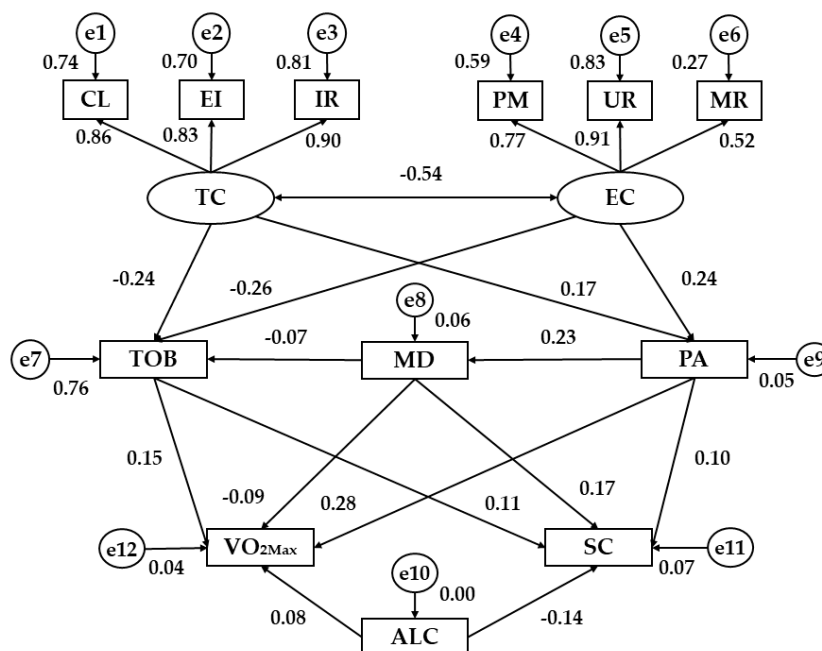 e1 e2 e3 e4 e5 e6
0.74 0.70 0.81 0.59 0.83 0.27
CL EI IR PM UR MR
0.86 0.83 0.90 0.77 0.91 0.52
TC -0.54 EC
-0.24 -0.26 0.17 0.24
e8
0.06
e7 TOB -0.07 MD 0.23 PA e9
0.76 0.05
0.15 0.10
-0.09 0.28 0.11 0.17
e12 VO2Max SC e11
0.04 0.07
e10
0.00
0.08 -0.14
ALC